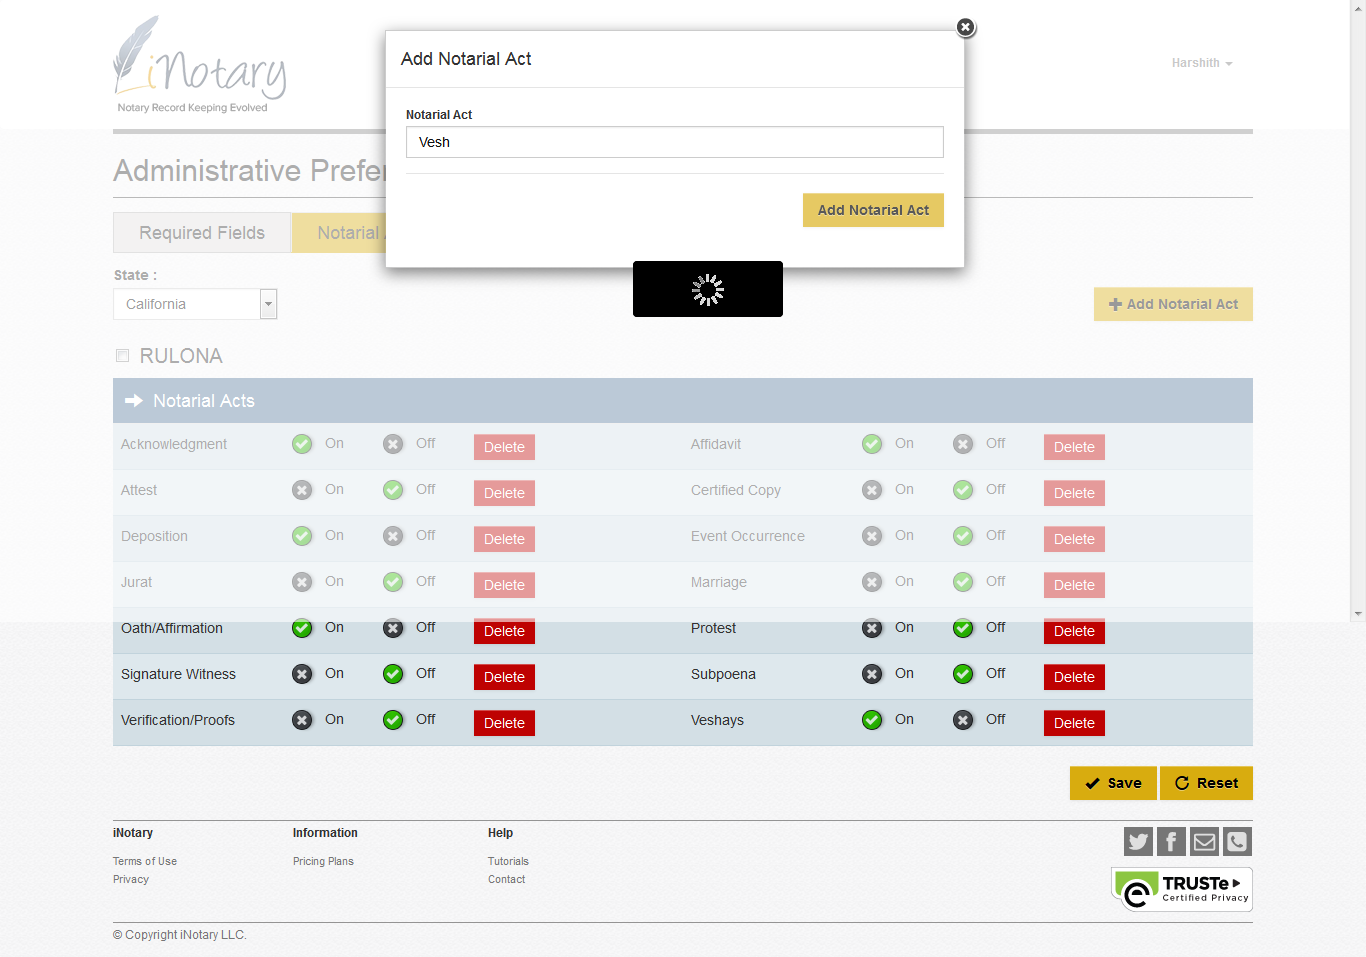 iNotary
Notary Record Keeping Evolved
Harshith
Add Notarial Act
Notarial Act
Vesh
Add Notarial Act
Administrative Prefer
Required Fields
Notarial
State :
California
Add Notarial Act
RULONA
Notarial Acts
Acknowledgment On Off Delete Affidavit On Off Delete
Attest On Off Delete Certified Copy On Off Delete
Deposition On Off Delete Event Occurrence On Off Delete
Jurat On Off Delete Marriage On Off Delete
Oath/Affirmation On Off Delete Protest On Off Delete
Signature Witness On Off Delete Subpoena On Off Delete
Verification/Proofs On Off Delete Veshays On Off Delete
Save Reset
iNotary Information Help
Terms of Use Pricing Plans Tutorials
Privacy Contact
TRUSTe
Certified Privacy
© Copyright iNotary LLC.